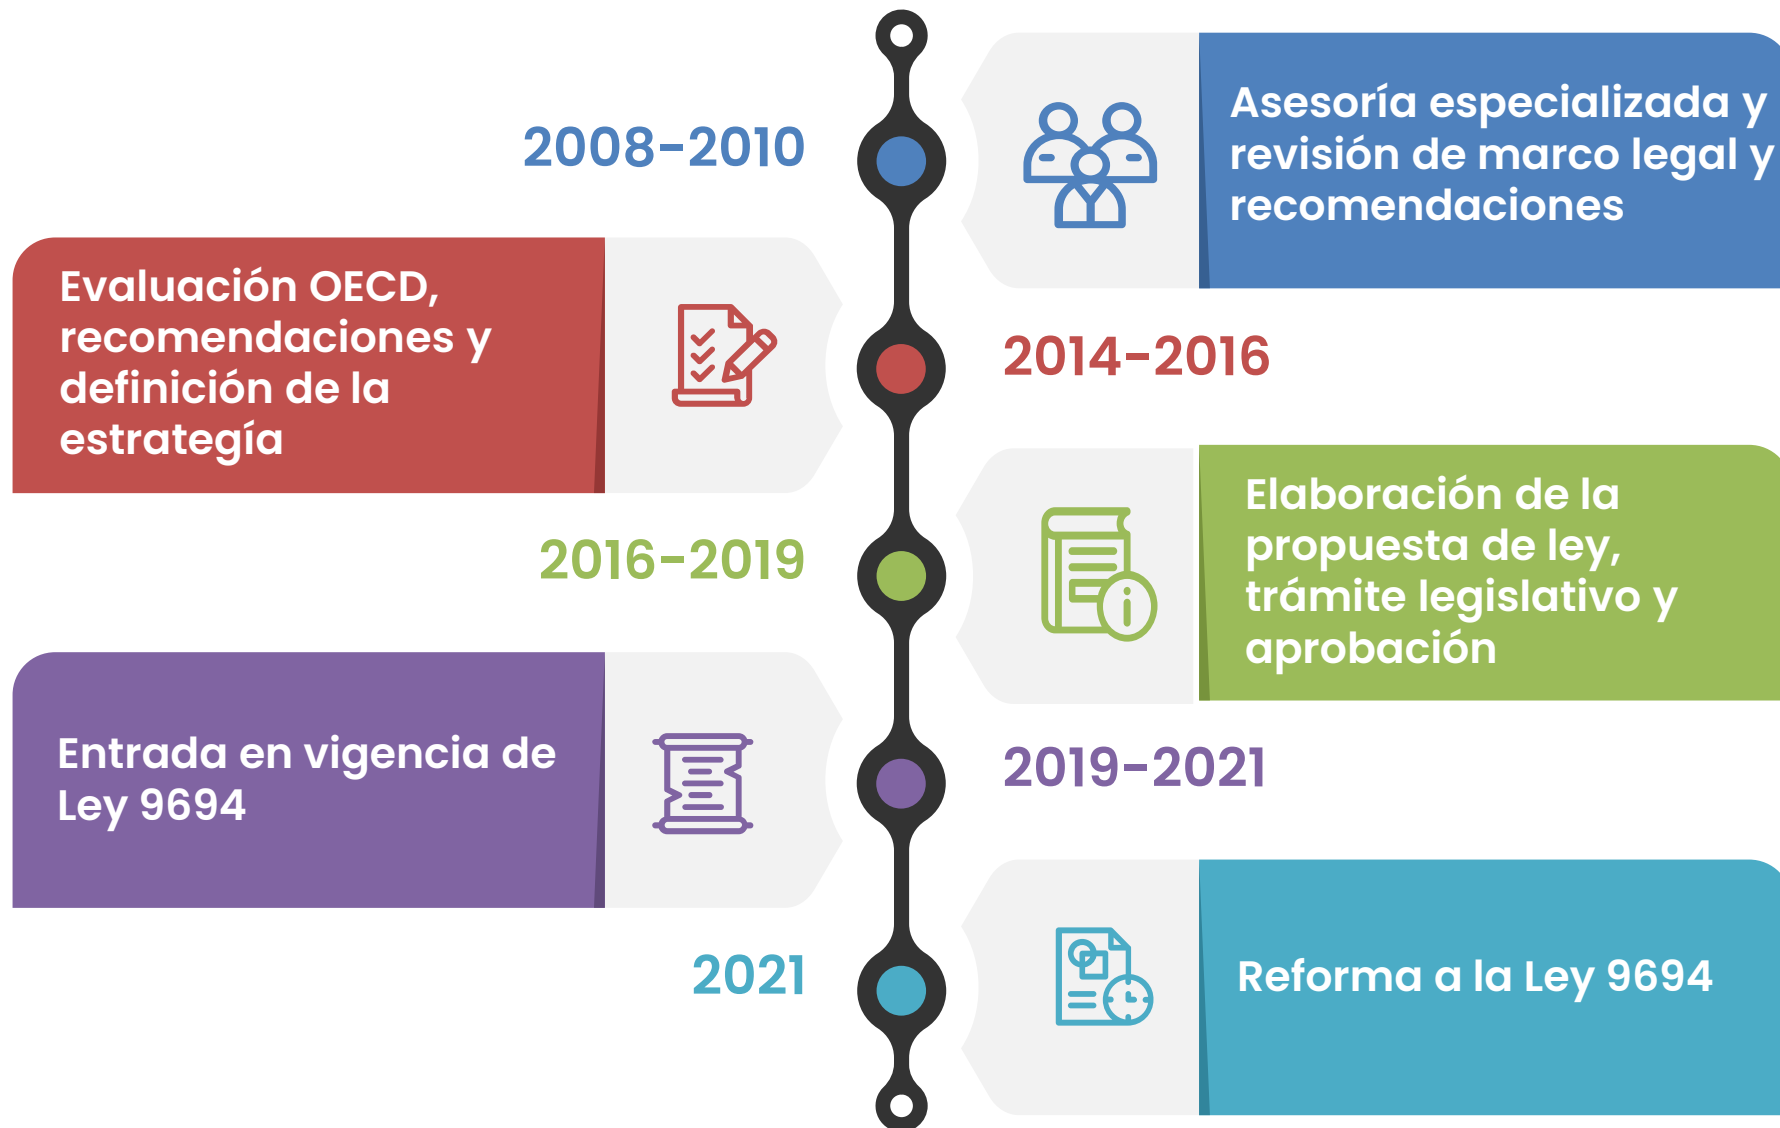 2008-2010
Asesoría especializada y
revisión de marco legal y
recomendaciones
Evaluación OECD,
recomendaciones y
definición de la
estrategía
2014-2016
2016-2019
Elaboración de la
propuesta de ley,
trámite legislativo y
aprobación
Entrada en vigencia de
Ley 9694
2019-2021
2021
Reforma a la Ley 9694